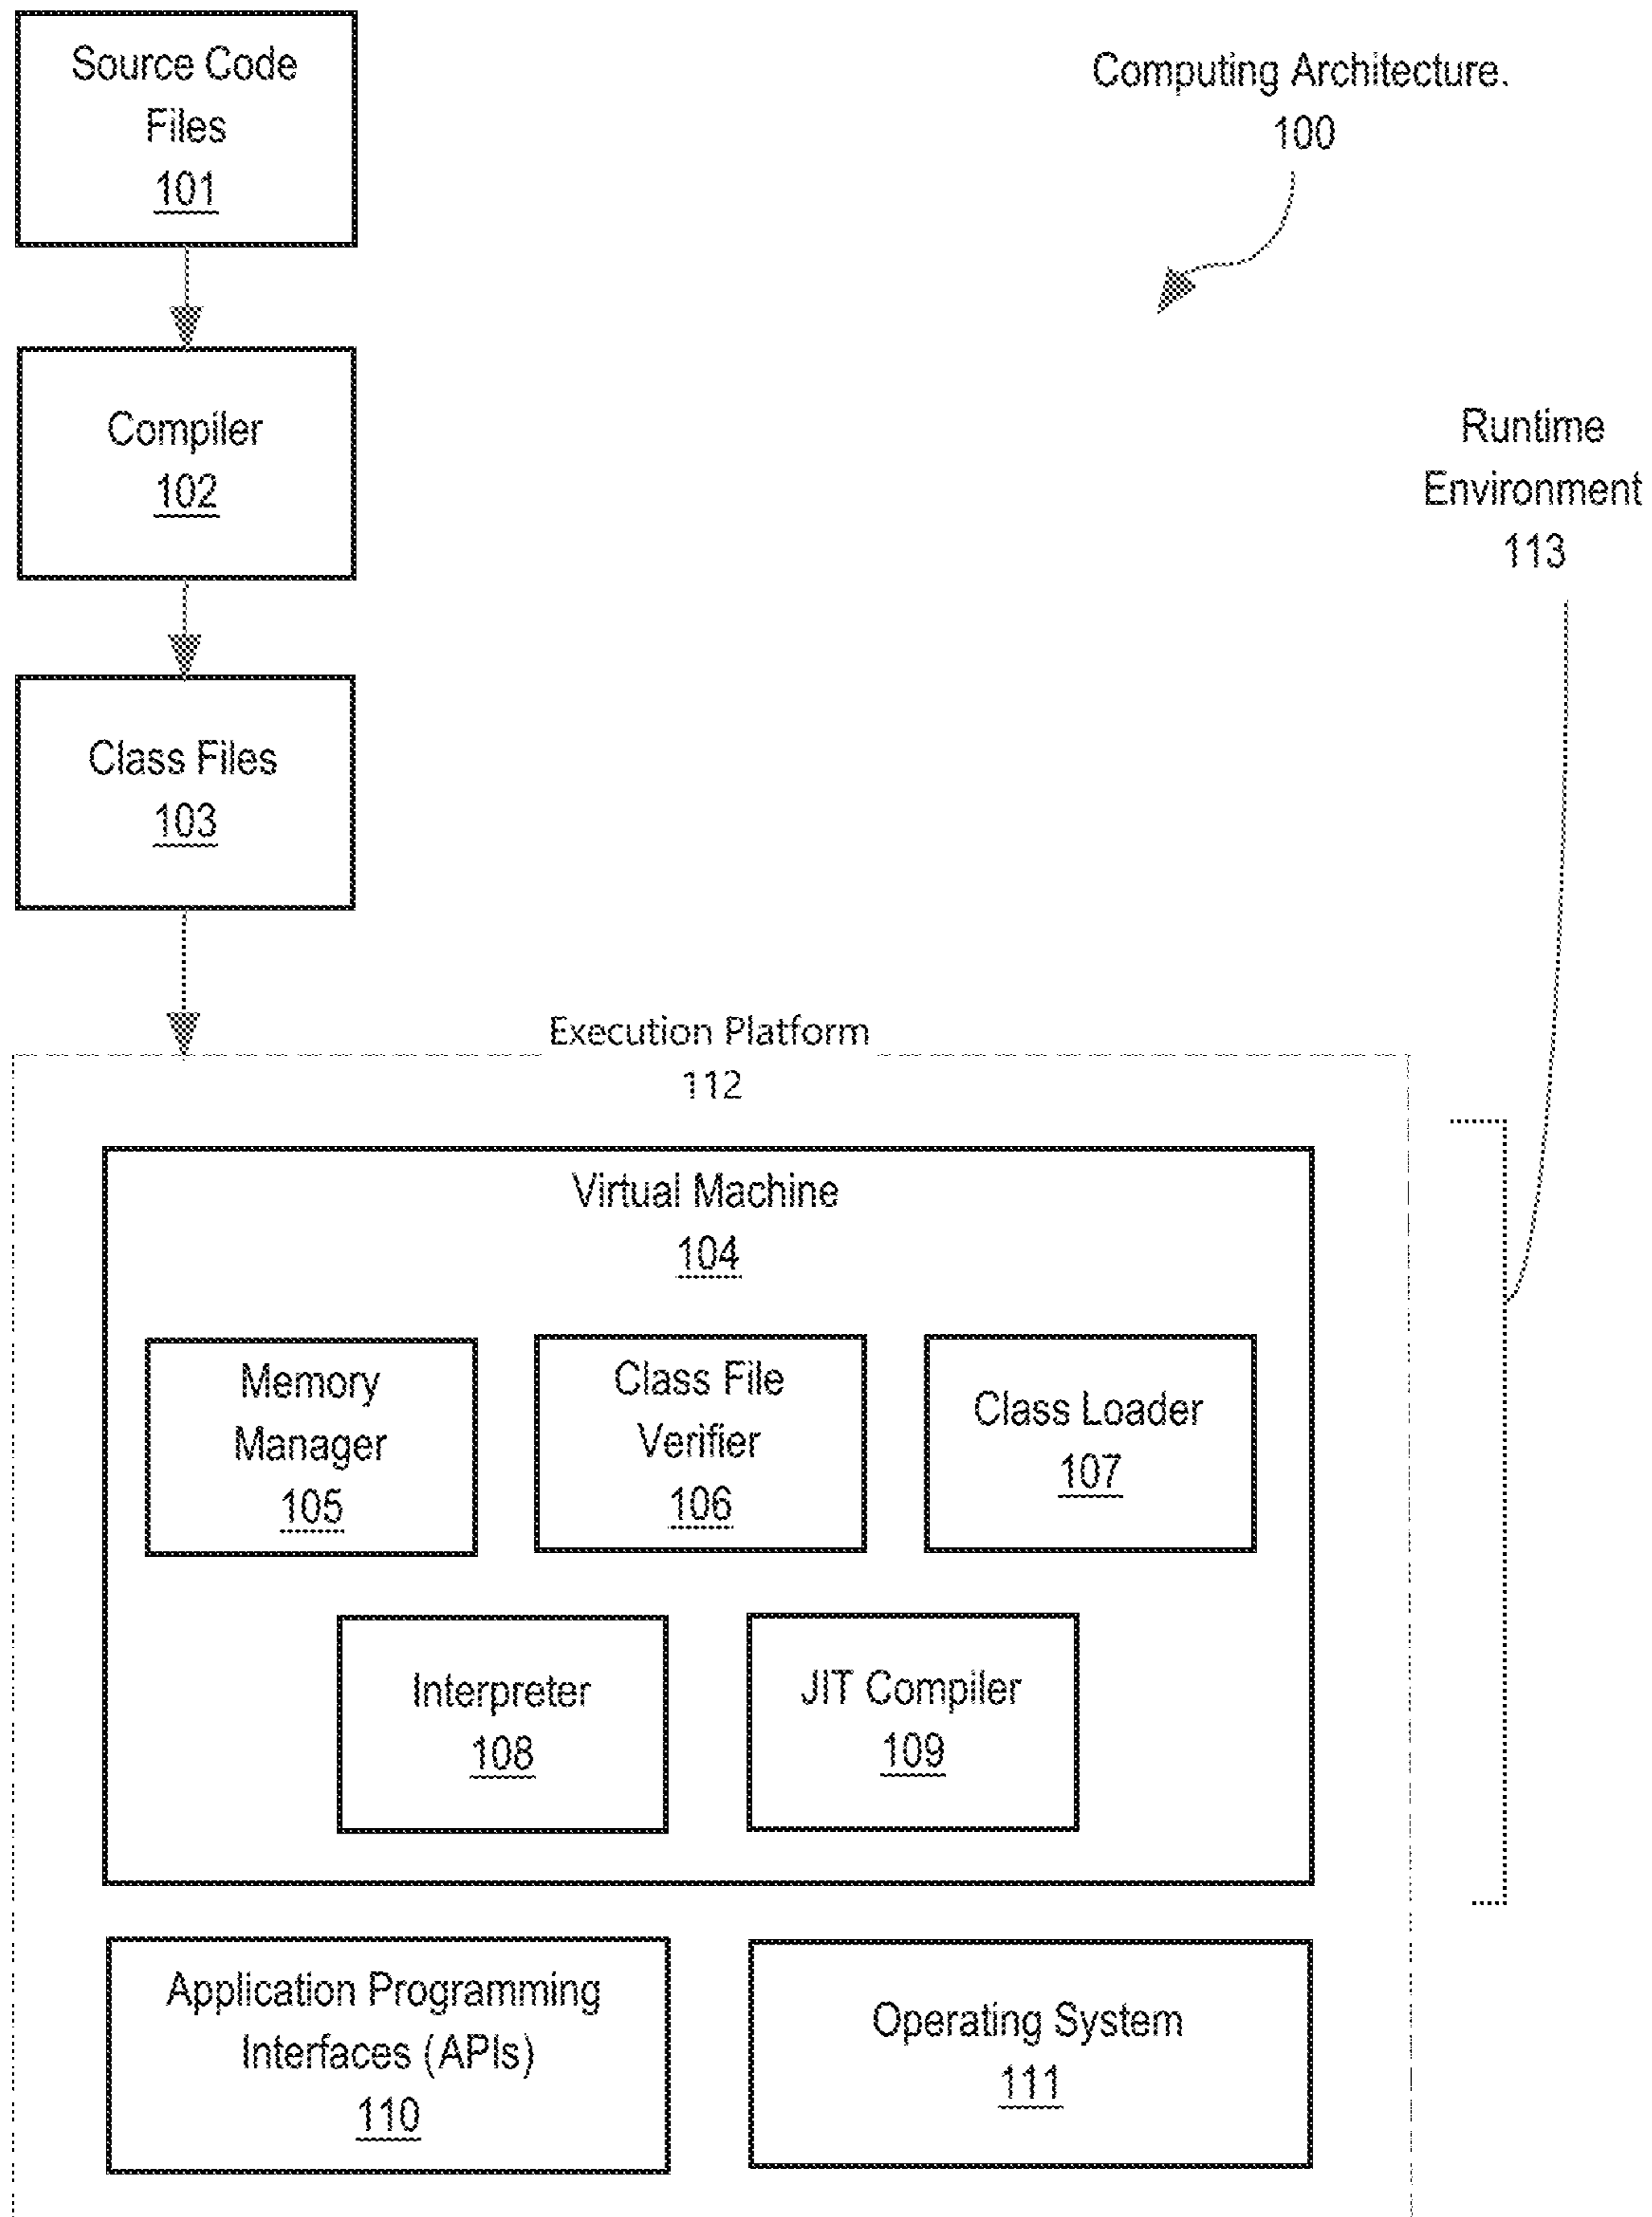 Source Code
Files
101
Computing Architecture.
100
Compiler
102
Runtime
Environment
113
Class Files
103
Execution Platform
112
Virtual Machine
104
Memory
Manager
105
Class File
Verifier
106
Class Loader
107
Interpreter
108
JIT Compiler
109
Application Programming
Interfaces (APIs)
110
Operating System
111